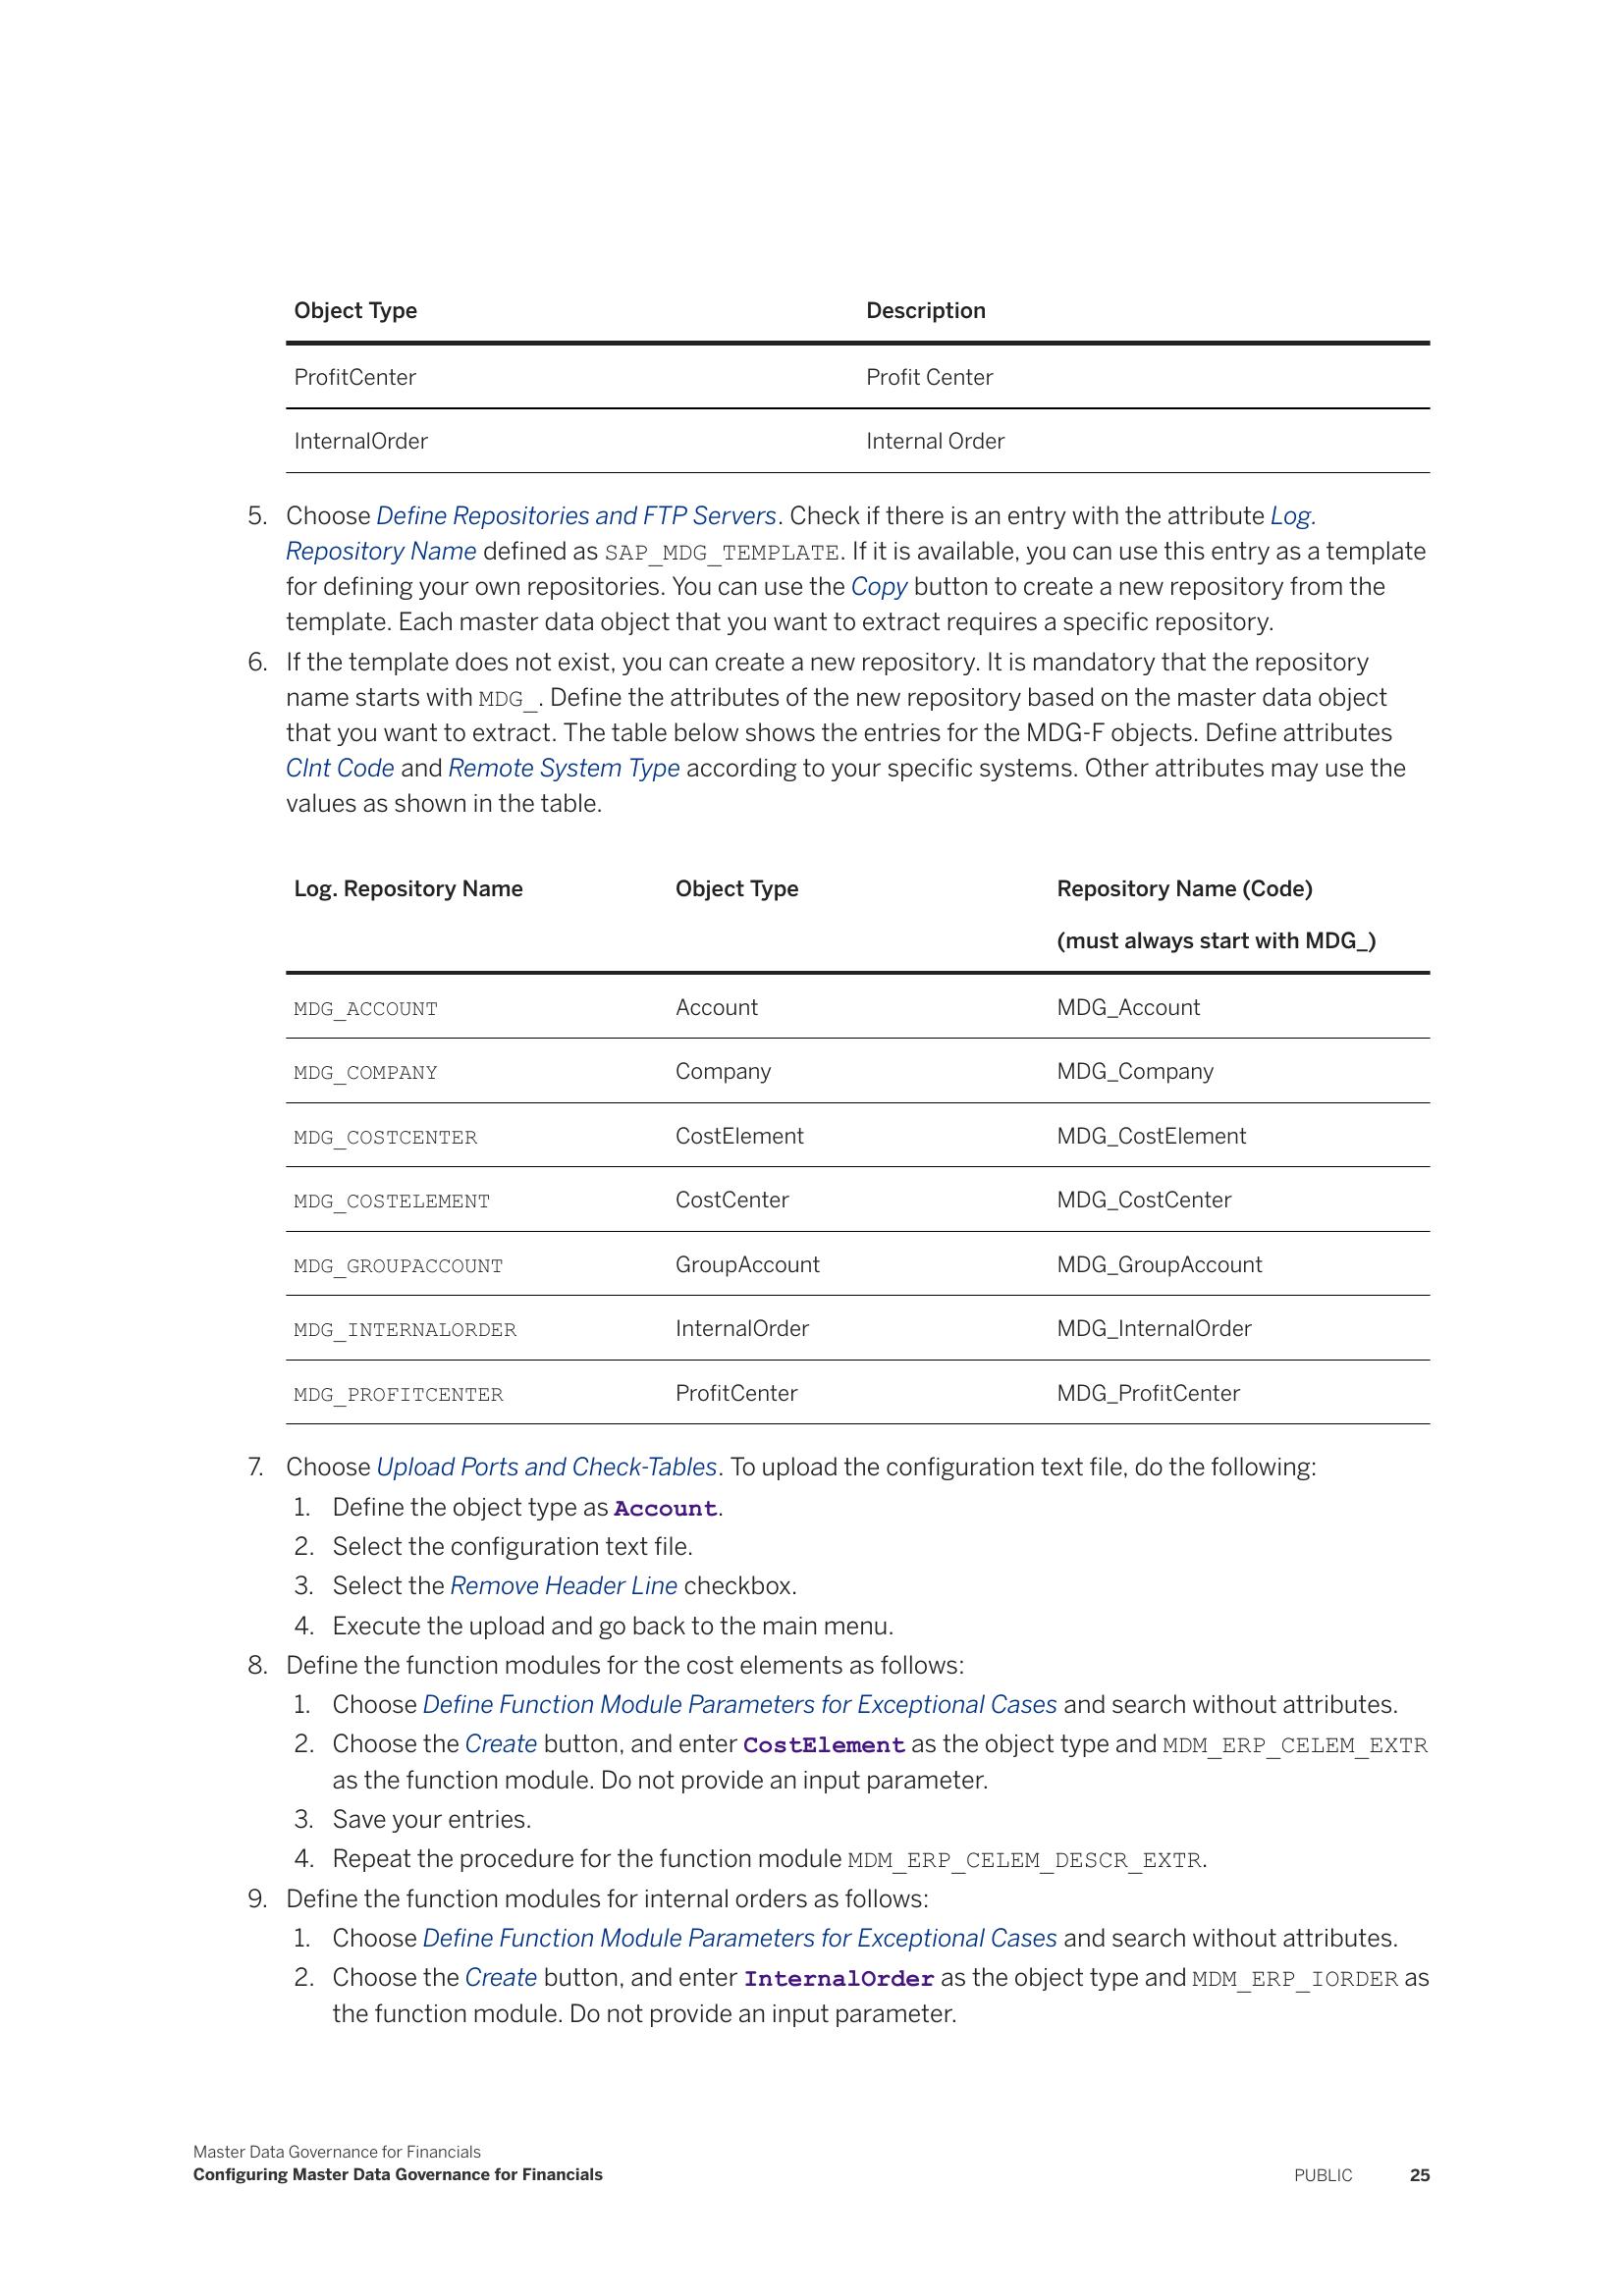 Object Type Description
ProfitCenter Profit Center
InternalOrder Internal Order
5. Choose Define Repositories and FTP Servers. Check if there is an entry with the attribute Log.
Repository Name defined as SAP_MDG_TEMPLATE. If it is available, you can use this entry as a template
for defining your own repositories. You can use the Copy button to create a new repository from the
template. Each master data object that you want to extract requires a specific repository.
6. If the template does not exist, you can create a new repository. It is mandatory that the repository
name starts with MDG_. Define the attributes of the new repository based on the master data object
that you want to extract. The table below shows the entries for the MDG-F objects. Define attributes
Clnt Code and Remote System Type according to your specific systems. Other attributes may use the
values as shown in the table.
Log. Repository Name Object Type Repository Name (Code)
(must always start with MDG_)
MDG_ACCOUNT Account MDG_Account
MDG_COMPANY Company MDG_Company
MDG_COSTCENTER CostElement MDG_CostElement
MDG_COSTELEMENT CostCenter MDG_CostCenter
MDG_GROUPACCOUNT GroupAccount MDG_GroupAccount
MDG_INTERNALORDER InternalOrder MDG_InternalOrder
MDG_PROFITCENTER ProfitCenter MDG_ProfitCenter
7. Choose Upload Ports and Check-Tables. To upload the configuration text file, do the following:
1. Define the object type as Account.
2. Select the configuration text file.
3. Select the Remove Header Line checkbox.
4. Execute the upload and go back to the main menu.
8. Define the function modules for the cost elements as follows:
1. Choose Define Function Module Parameters for Exceptional Cases and search without attributes.
2. Choose the Create button, and enter CostElement as the object type and MDM_ERP_CELEM_EXTR
as the function module. Do not provide an input parameter.
3. Save your entries.
4. Repeat the procedure for the function module MDM_ERP_CELEM_DESCR_EXTR.
9. Define the function modules for internal orders as follows:
1. Choose Define Function Module Parameters for Exceptional Cases and search without attributes.
2. Choose the Create button, and enter InternalOrder as the object type and MDM_ERP_IORDER as
the function module. Do not provide an input parameter.
Master Data Governance for Financials
Configuring Master Data Governance for Financials PUBLIC 25